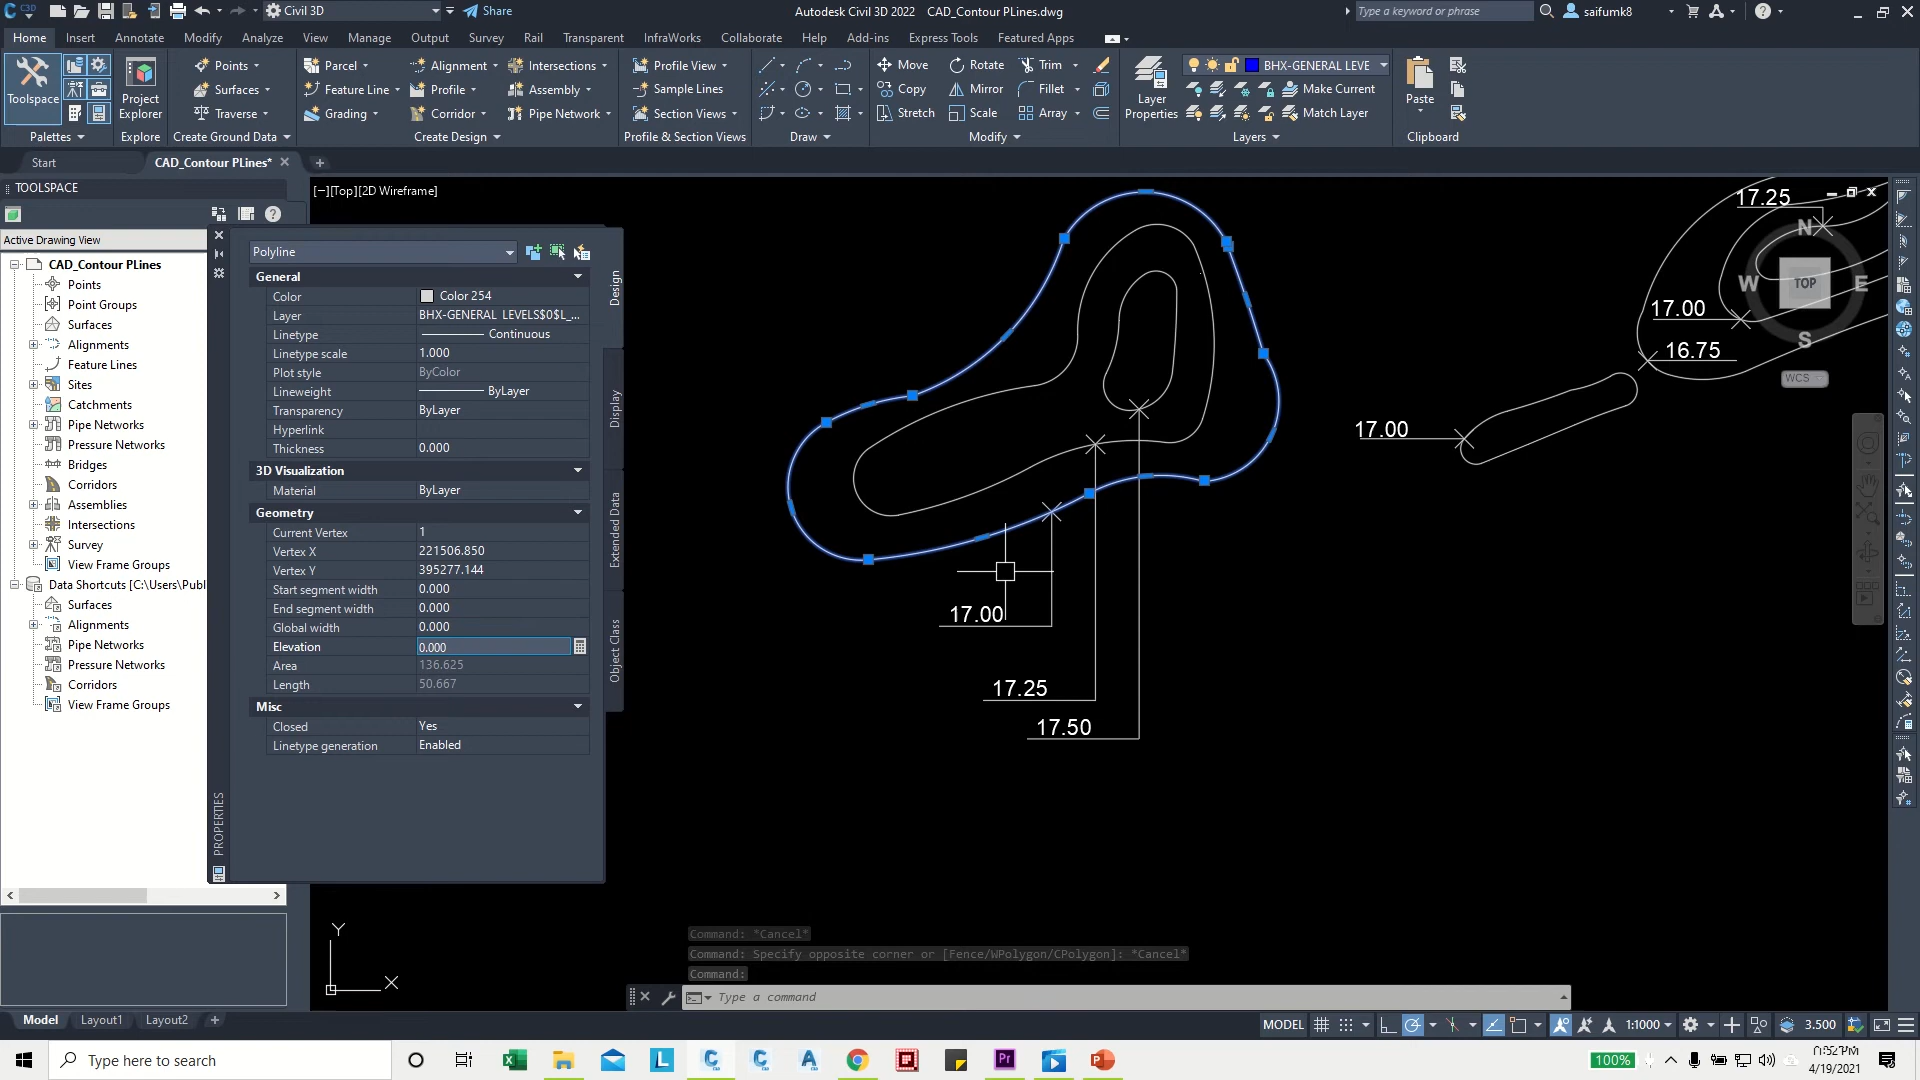 Civil 3D
Share
Autodesk Civil 3D 2022 CAD_Contour PLines.dwg
Type a keyword or phrase
saifumk8
Home Insert Annotate Modify Analyze View Manage Output Survey Rail Transparent InfraWorks Collaborate Help Add-ins Express Tools Featured Apps
Toolspace
Project Explorer
Points
Surfaces
Traverse
Parcel
Feature Line
Grading
Alignment
Profile
Corridor
Intersections
Assembly
Pipe Network
Profile View
Sample Lines
Section Views
Move
Copy
Stretch
Rotate
Mirror
Scale
Trim
Fillet
Array
Layer Properties
BHX-GENERAL LEVE
Make Current
Match Layer
Paste
Palettes Explore Create Ground Data Create Design Profile & Section Views Draw Modify Layers Clipboard
Start
CAD_Contour PLines*
TOOLSPACE
Active Drawing View
CAD_Contour PLines
Points
Point Groups
Surfaces
Alignments
Feature Lines
Sites
Catchments
Pipe Networks
Pressure Networks
Bridges
Corridors
Assemblies
Intersections
Survey
View Frame Groups
Data Shortcuts [C:\Users\Publ
Surfaces
Alignments
Pipe Networks
Pressure Networks
Corridors
View Frame Groups
PROPERTIES
Polyline
General
Color Color 254
Layer BHX-GENERAL LEVELS$0$L_...
Linetype Continuous
Linetype scale 1.000
Plot style ByColor
Lineweight ByLayer
Transparency ByLayer
Hyperlink
Thickness 0.000
3D Visualization
Material ByLayer
Geometry
Current Vertex 1
Vertex X 221506.850
Vertex Y 395277.144
Start segment width 0.000
End segment width 0.000
Global width 0.000
Elevation 0.000
Area 136.625
Length 50.667
Misc
Closed Yes
Linetype generation Enabled
Design
Display
Extended Data
Object Class
[−][Top][2D Wireframe]
17.00
17.25
17.50
17.00
17.25
17.00
16.75
N
W TOP E
S
WCS
Y
X
Command: *Cancel*
Command: Specify opposite corner or [Fence/WPolygon/CPolygon]: *Cancel*
Command:
Type a command
Model Layout1 Layout2
MODEL
1:1000
3.500
Type here to search
100%
4/19/2021